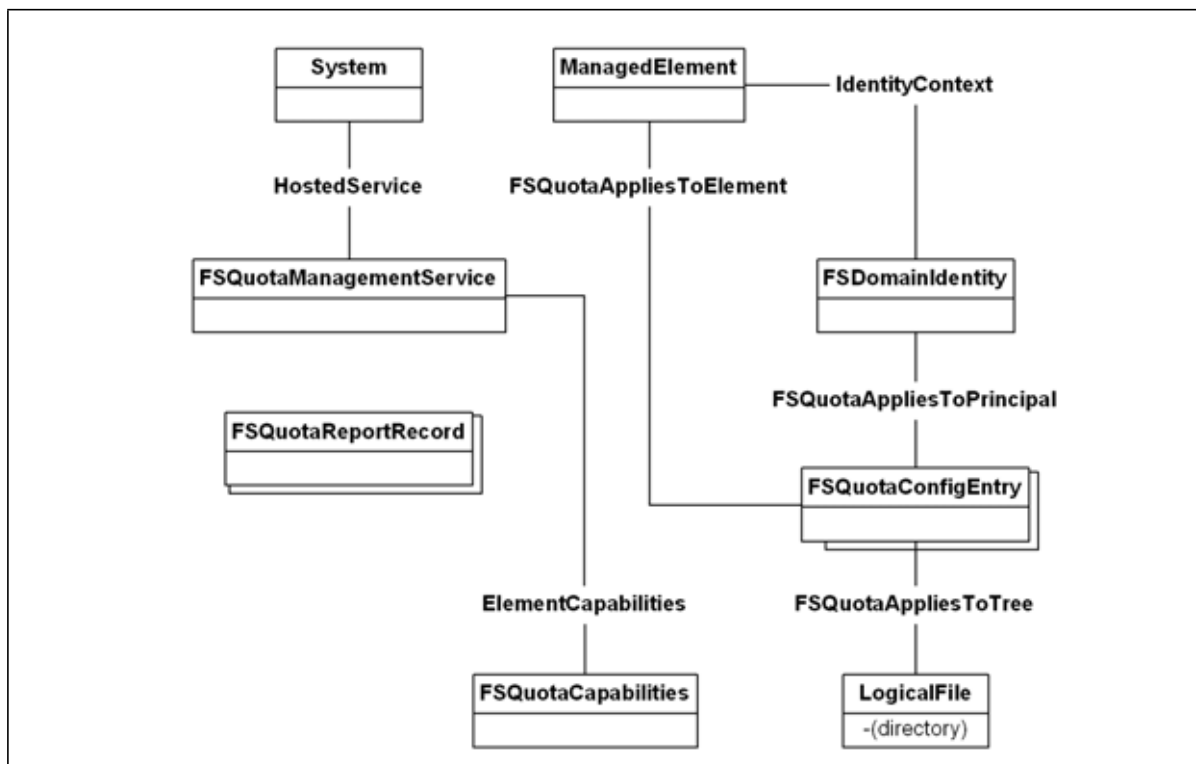 System
ManagedElement
IdentityContext
HostedService
FSQuotaAppliesToElement
FSQuotaManagementService
FSDomainIdentity
FSQuotaAppliesToPrincipal
FSQuotaReportRecord
FSQuotaConfigEntry
ElementCapabilities
FSQuotaAppliesToTree
FSQuotaCapabilities
LogicalFile
-(directory)